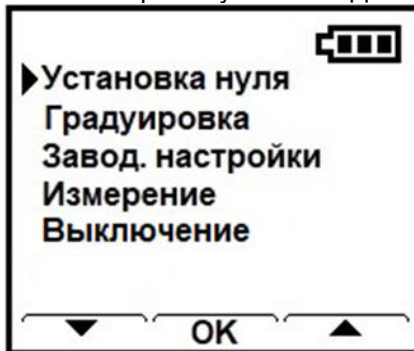 Установка нуля
Градуировка
Завод. настройки
Измерение
Выключение
OK